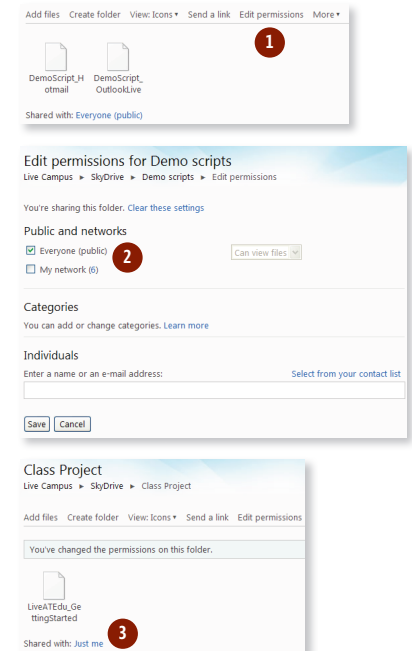 Add files Create folder View: Icons Send a link Edit permissions More
1
DemoScript_H
otmail
DemoScript_
OutlookLive
Shared with: Everyone (public)
Edit permissions for Demo scripts
Live Campus ▸ SkyDrive ▸ Demo scripts ▸ Edit permissions
You're sharing this folder. Clear these settings
Public and networks
Everyone (public) 2 Can view files
My network (6)
Categories
You can add or change categories. Learn more
Individuals
Enter a name or an e-mail address: Select from your contact list
Save Cancel
Class Project
Live Campus ▸ SkyDrive ▸ Class Project
Add files Create folder View: Icons Send a link Edit permissions
You've changed the permissions on this folder.
LiveATEdu_Ge
ttingStarted
3
Shared with: Just me